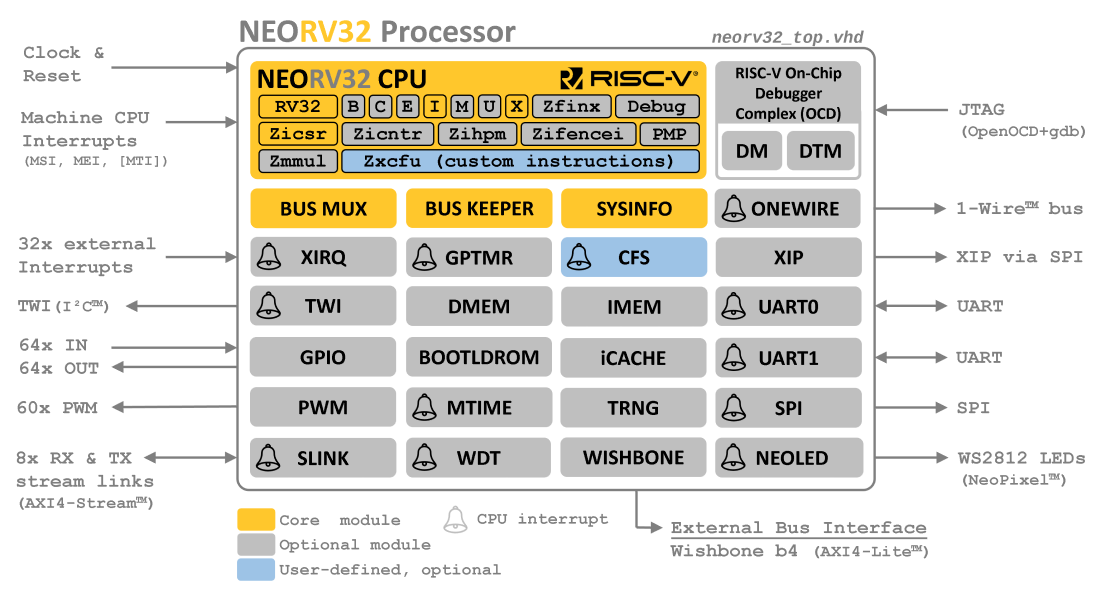 NEORV32 Processor
neorv32_top.vhd
Clock &
Reset
Machine CPU
Interrupts
(MSI, MEI, [MTI])
32x external
Interrupts
TWI(I²C™)
64x IN
64x OUT
60x PWM
8x RX & TX
stream links
(AXI4-Stream™)
NEORV32 CPU
RISC-V®
RV32 B C E I M U X Zfinx Debug
Zicsr Zicntr Zihpm Zifencei PMP
Zmmul Zxcfu (custom instructions)
RISC-V On-Chip
Debugger
Complex (OCD)
DM DTM
BUS MUX BUS KEEPER SYSINFO ONEWIRE
XIRQ GPTMR CFS XIP
TWI DMEM IMEM UART0
GPIO BOOTLDROM iCACHE UART1
PWM MTIME TRNG SPI
SLINK WDT WISHBONE NEOLED
JTAG
(OpenOCD+gdb)
1-Wire™ bus
XIP via SPI
UART
UART
SPI
WS2812 LEDs
(NeoPixel™)
Core module
CPU interrupt
Optional module
User-defined, optional
External Bus Interface
Wishbone b4 (AXI4-Lite™)